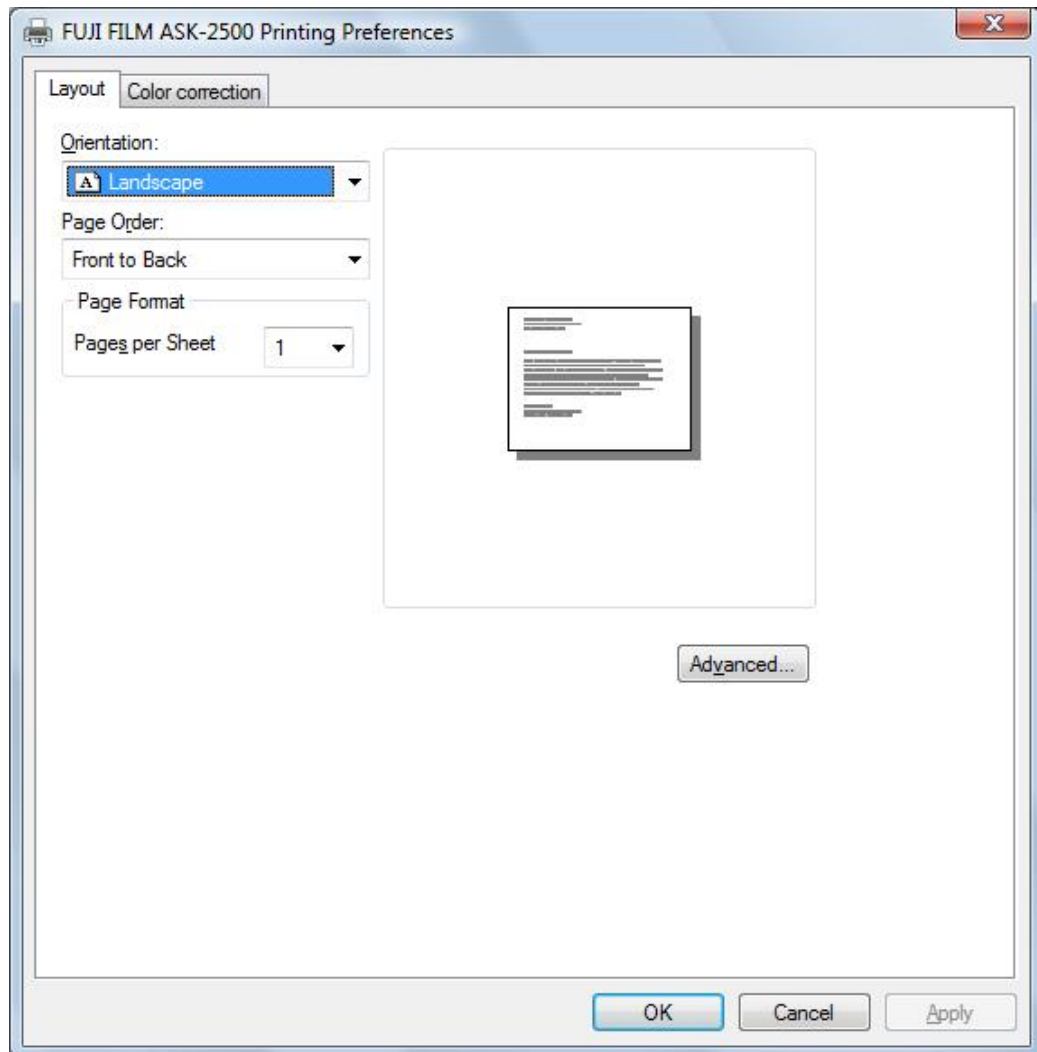 FUJI FILM ASK-2500 Printing Preferences
Layout
Color correction
Orientation:
Landscape
Page Order:
Front to Back
Page Format
Pages per Sheet
1
Advanced...
OK
Cancel
Apply